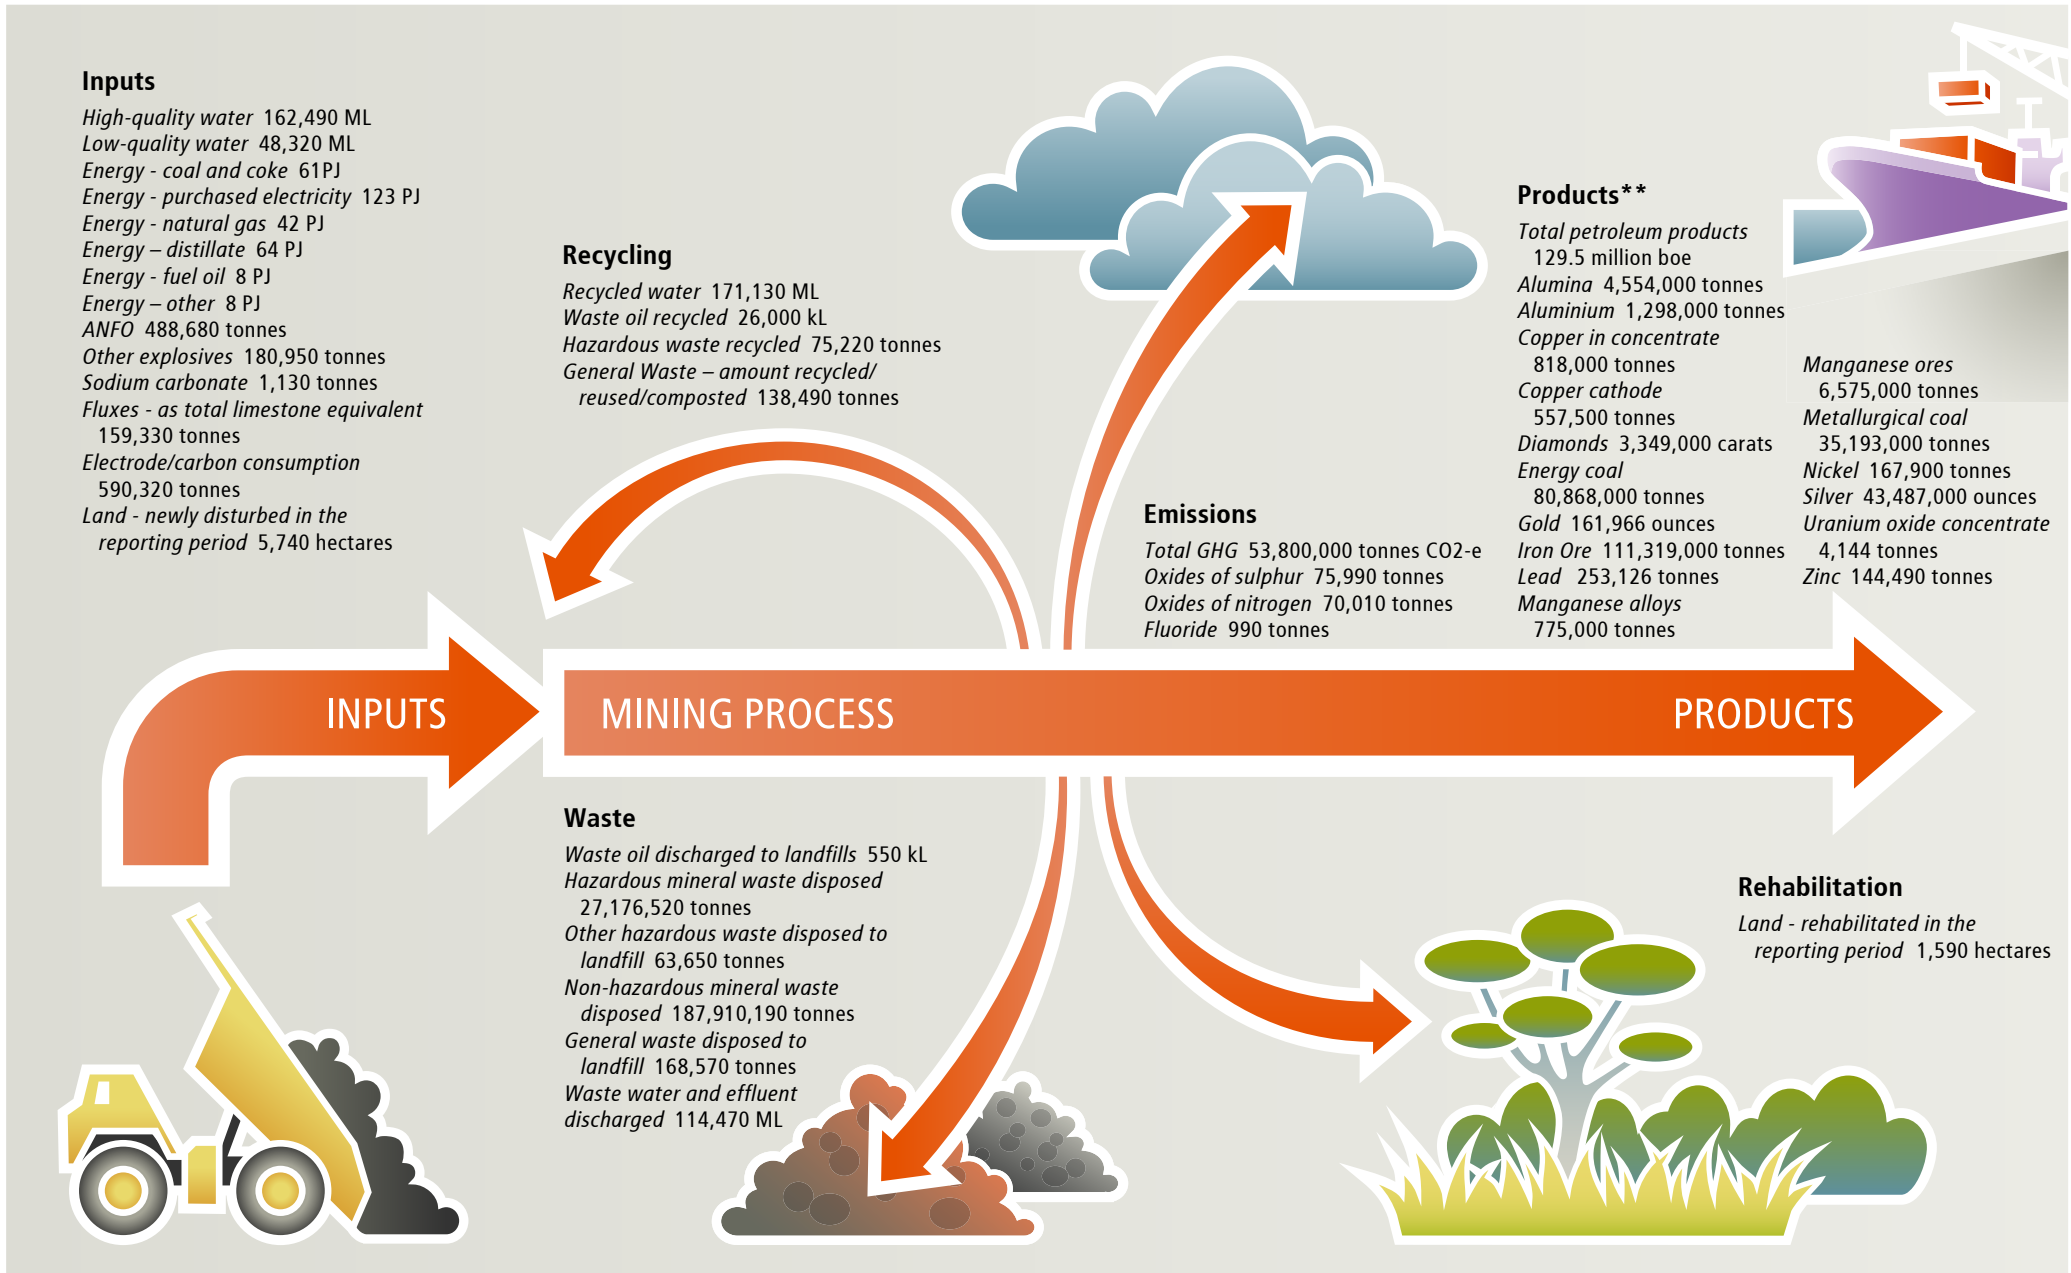 Inputs
High-quality water 162,490 ML
Low-quality water 48,320 ML
Energy - coal and coke 61PJ
Energy - purchased electricity 123 PJ
Energy - natural gas 42 PJ
Energy – distillate 64 PJ
Energy - fuel oil 8 PJ
Energy – other 8 PJ
ANFO 488,680 tonnes
Other explosives 180,950 tonnes
Sodium carbonate 1,130 tonnes
Fluxes - as total limestone equivalent
159,330 tonnes
Electrode/carbon consumption
590,320 tonnes
Land - newly disturbed in the
reporting period 5,740 hectares
Recycling
Recycled water 171,130 ML
Waste oil recycled 26,000 kL
Hazardous waste recycled 75,220 tonnes
General Waste – amount recycled/
reused/composted 138,490 tonnes
Emissions
Total GHG 53,800,000 tonnes CO2-e
Oxides of sulphur 75,990 tonnes
Oxides of nitrogen 70,010 tonnes
Fluoride 990 tonnes
Products**
Total petroleum products
129.5 million boe
Alumina 4,554,000 tonnes
Aluminium 1,298,000 tonnes
Copper in concentrate
818,000 tonnes
Copper cathode
557,500 tonnes
Diamonds 3,349,000 carats
Energy coal
80,868,000 tonnes
Gold 161,966 ounces
Iron Ore 111,319,000 tonnes
Lead 253,126 tonnes
Manganese alloys
775,000 tonnes
Manganese ores
6,575,000 tonnes
Metallurgical coal
35,193,000 tonnes
Nickel 167,900 tonnes
Silver 43,487,000 ounces
Uranium oxide concentrate
4,144 tonnes
Zinc 144,490 tonnes
INPUTS
MINING PROCESS
PRODUCTS
Waste
Waste oil discharged to landfills 550 kL
Hazardous mineral waste disposed
27,176,520 tonnes
Other hazardous waste disposed to
landfill 63,650 tonnes
Non-hazardous mineral waste
disposed 187,910,190 tonnes
General waste disposed to
landfill 168,570 tonnes
Waste water and effluent
discharged 114,470 ML
Rehabilitation
Land - rehabilitated in the
reporting period 1,590 hectares